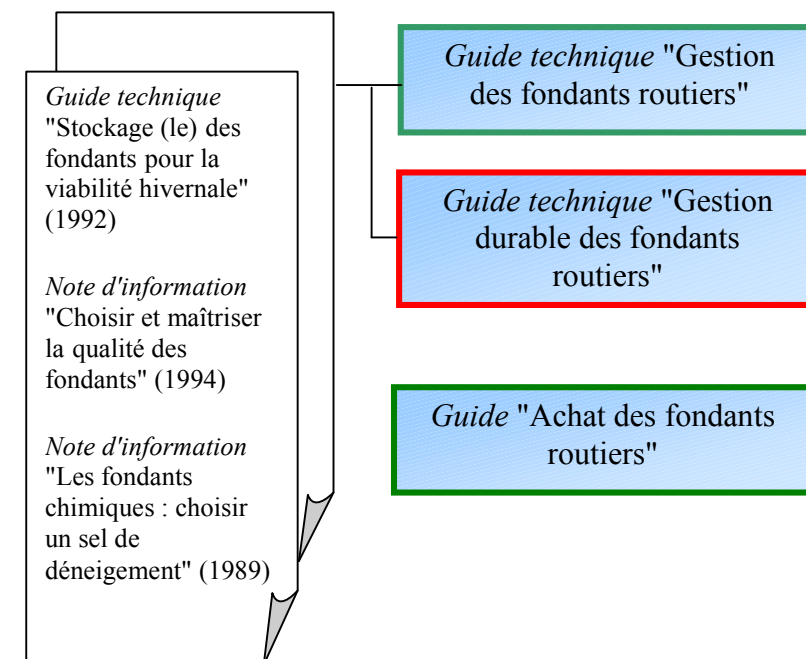 Guide technique
"Stockage (le) des
fondants pour la
viabilité hivernale"
(1992)
Note d'information
"Choisir et maîtriser
la qualité des
fondants" (1994)
Note d'information
"Les fondants
chimiques : choisir
un sel de
déneigement" (1989)
Guide technique "Gestion
des fondants routiers"
Guide technique "Gestion
durable des fondants
routiers"
Guide "Achat des fondants
routiers"